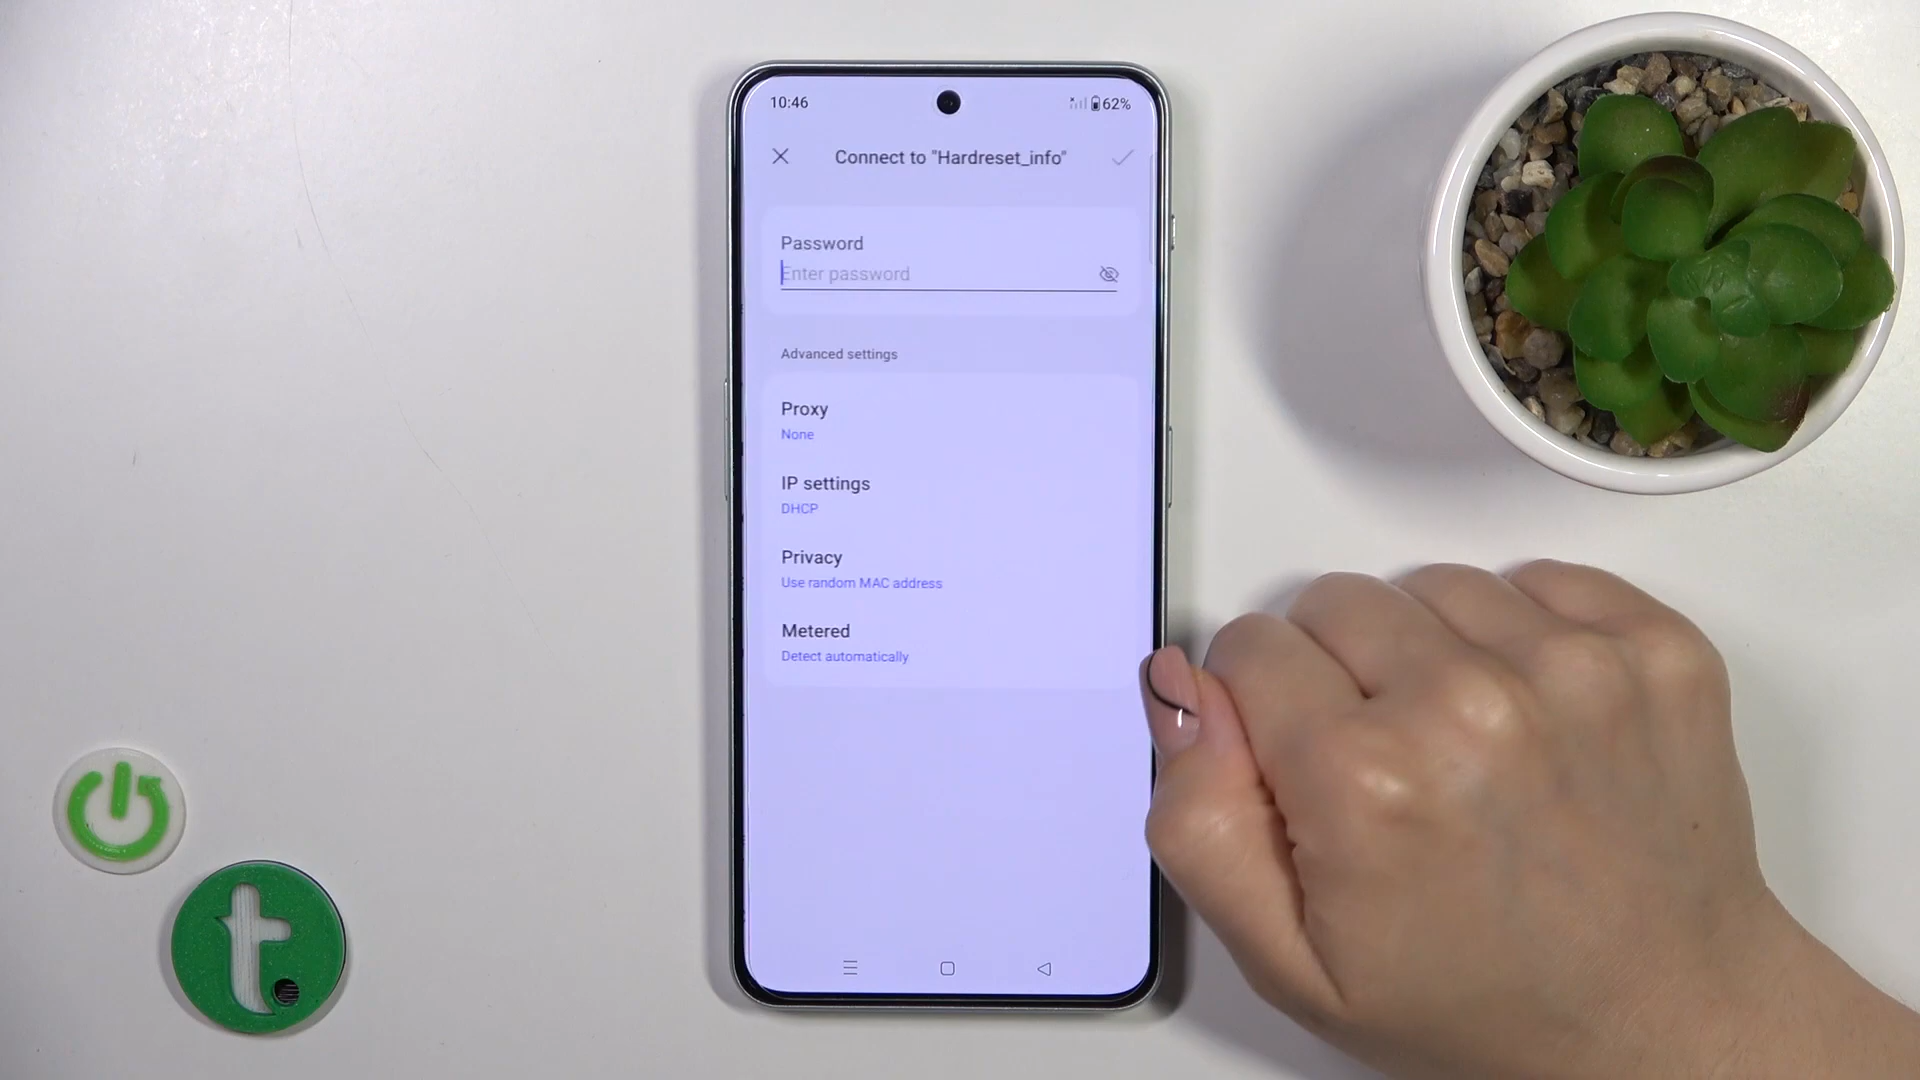 10:46
62%
Connect to "Hardreset_info"
Password
Enter password
Advanced settings
Proxy
None
IP settings
DHCP
Privacy
Use random MAC address
Metered
Detect automatically
t.